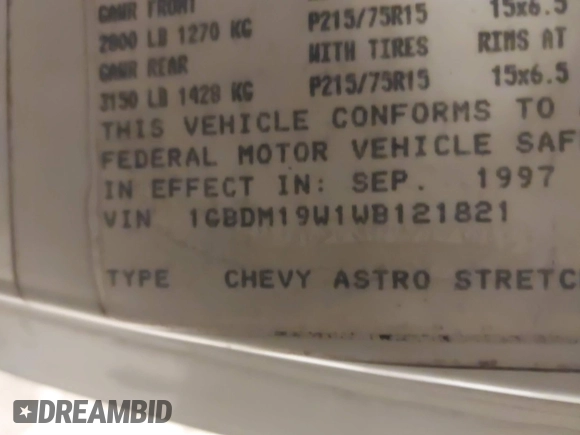 GAWR FRONT
2800 LB 1270 KG P215/75R15 15x6.5
GAWR REAR WITH TIRES RIMS AT
3150 LB 1428 KG P215/75R15 15x6.5
THIS VEHICLE CONFORMS TO
FEDERAL MOTOR VEHICLE SAF
IN EFFECT IN: SEP. 1997
VIN 1GBDM19W1WB121821
TYPE CHEVY ASTRO STRETC
DREAMBID